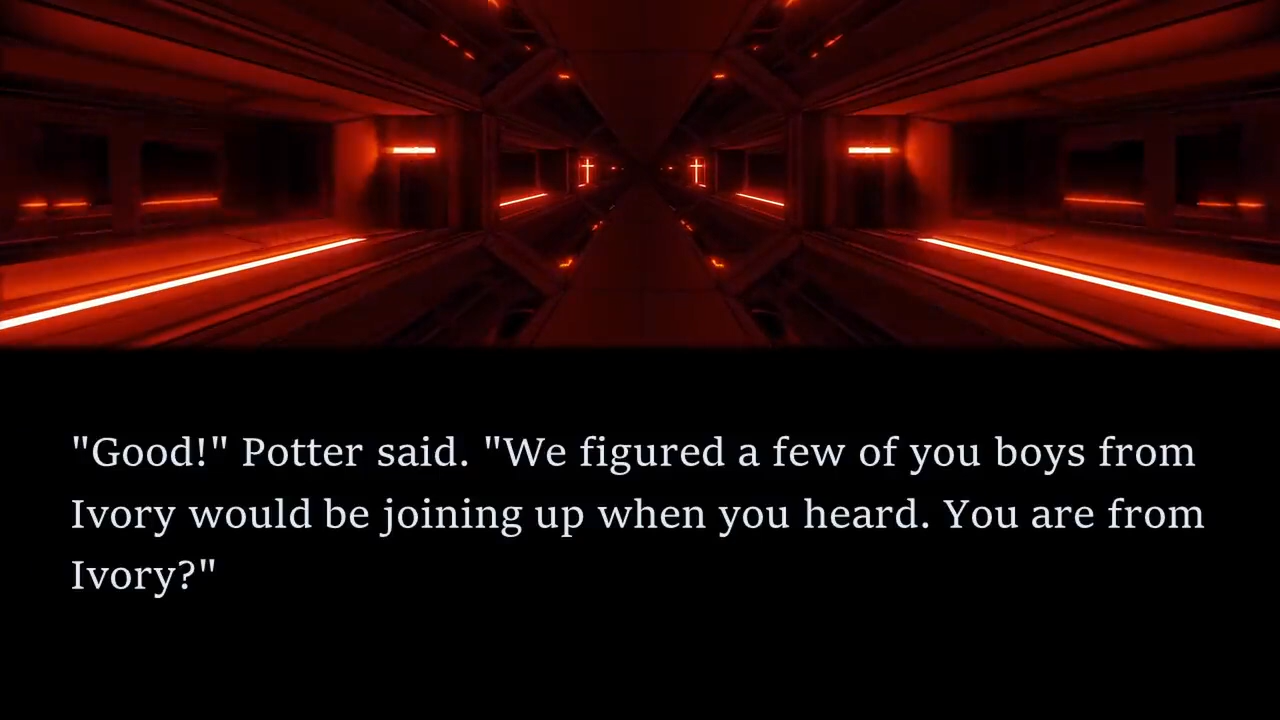 "Good!" Potter said. "We figured a few of you boys from
Ivory would be joining up when you heard. You are from
Ivory?"